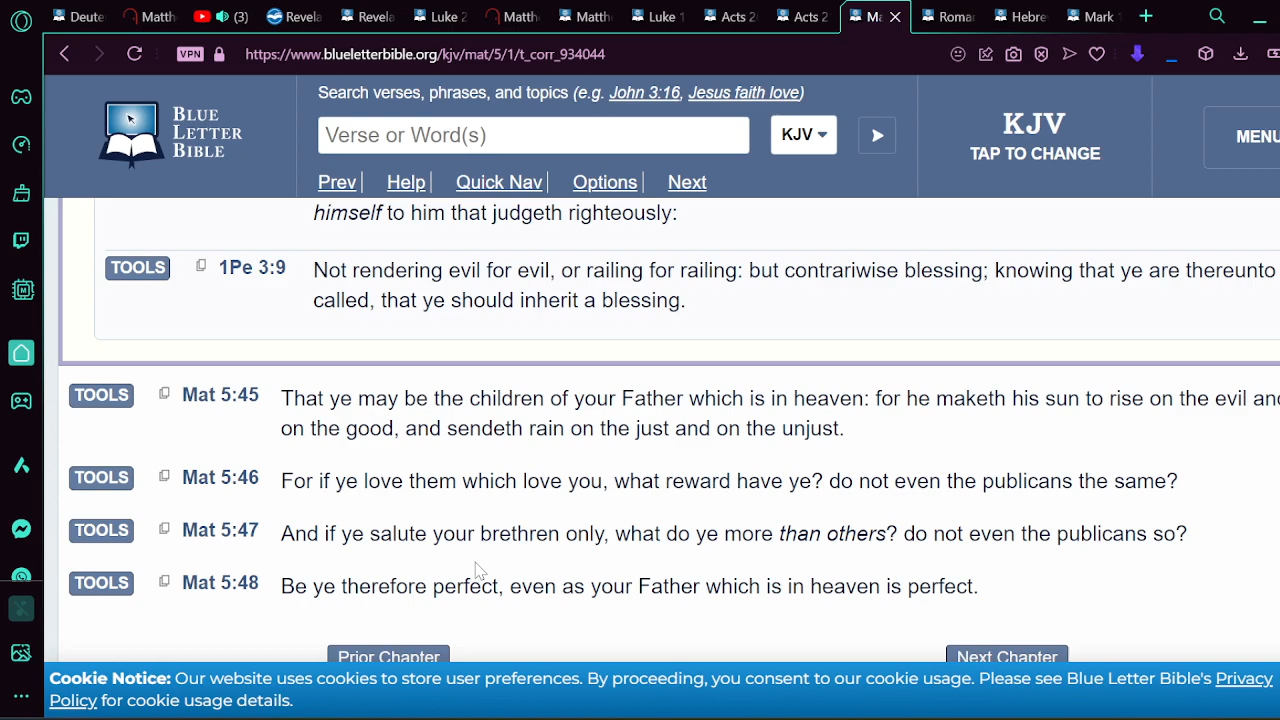 Deute
Matth
(3)
Revela
Revela
Luke 2
Matth
Matth
Luke 1
Acts 2
Acts 2
Ma
Roma
Hebre
Mark 1
VPN
https://www.blueletterbible.org/kjv/mat/5/1/t_corr_934044
BLUE
LETTER
BIBLE
Search verses, phrases, and topics (e.g. John 3:16, Jesus faith love)
Verse or Word(s)
KJV
Prev
Help
Quick Nav
Options
Next
KJV
TAP TO CHANGE
MENU
himself to him that judgeth righteously:
TOOLS 1Pe 3:9 Not rendering evil for evil, or railing for railing: but contrariwise blessing; knowing that ye are thereunto
called, that ye should inherit a blessing.
TOOLS Mat 5:45 That ye may be the children of your Father which is in heaven: for he maketh his sun to rise on the evil and
on the good, and sendeth rain on the just and on the unjust.
TOOLS Mat 5:46 For if ye love them which love you, what reward have ye? do not even the publicans the same?
TOOLS Mat 5:47 And if ye salute your brethren only, what do ye more than others? do not even the publicans so?
TOOLS Mat 5:48 Be ye therefore perfect, even as your Father which is in heaven is perfect.
Prior Chapter
Next Chapter
Cookie Notice: Our website uses cookies to store user preferences. By proceeding, you consent to our cookie usage. Please see Blue Letter Bible's Privacy
Policy for cookie usage details.